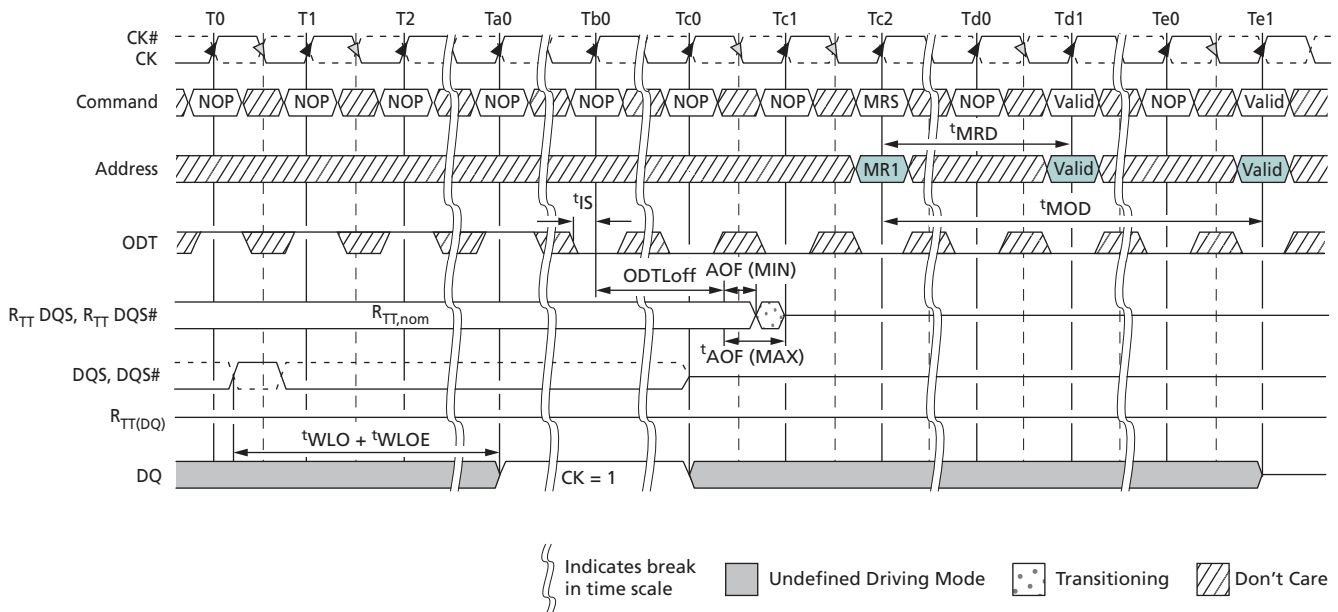 T0 T1 T2 Ta0 Tb0 Tc0 Tc1 Tc2 Td0 Td1 Te0 Te1
CK#
CK
Command NOP NOP NOP NOP NOP NOP NOP MRS NOP Valid NOP Valid
tMRD
Address MR1 Valid Valid
tIS
tMOD
ODT
ODTLoff AOF (MIN)
RTT DQS, RTT DQS# RTT,nom
tAOF (MAX)
DQS, DQS#
RTT(DQ)
tWLO + tWLOE
DQ CK = 1
Indicates break
in time scale
Undefined Driving Mode
Transitioning
Don't Care